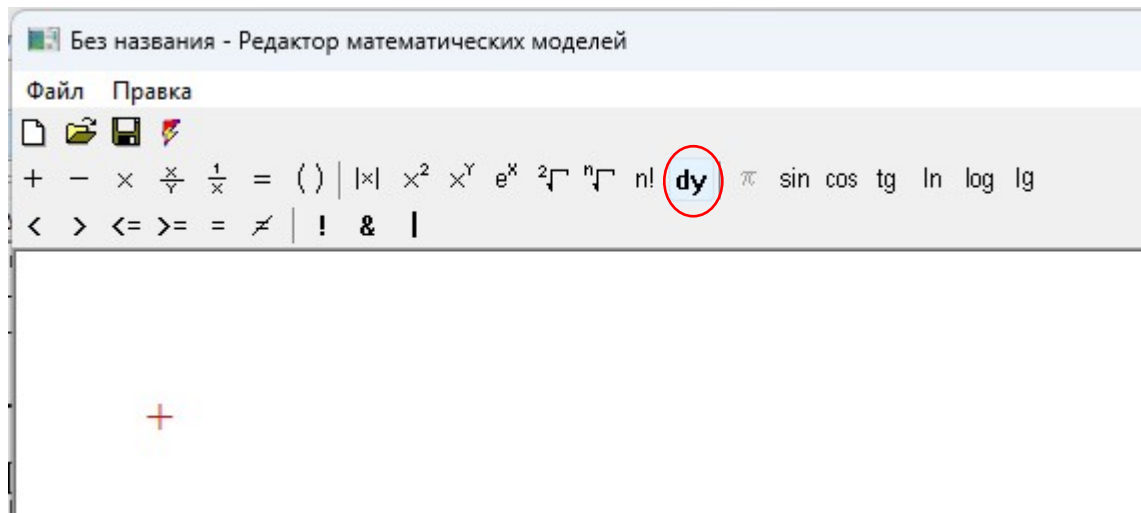 Без названия - Редактор математических моделей
Файл Правка
+ − × X/Y 1/X = ( ) |×| x² xʸ eˣ ²√ ⁿ√ n! dy π sin cos tg ln log lg
< > <= >= = ≠ ! & |